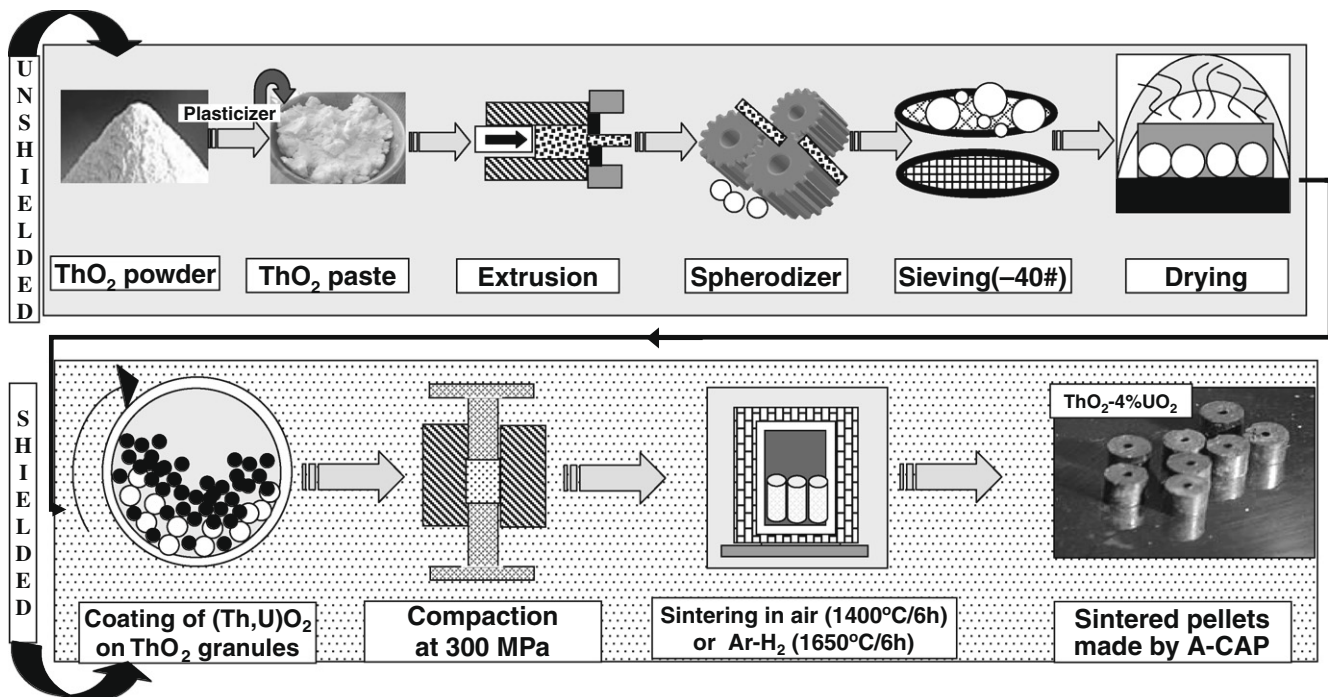 UNSHIELDED
Plasticizer
ThO₂ powder
ThO₂ paste
Extrusion
Spherodizer
Sieving(–40#)
Drying
SHIELDED
ThO₂-4%UO₂
Coating of (Th,U)O₂
on ThO₂ granules
Compaction
at 300 MPa
Sintering in air (1400ºC/6h)
or Ar-H₂ (1650ºC/6h)
Sintered pellets
made by A-CAP